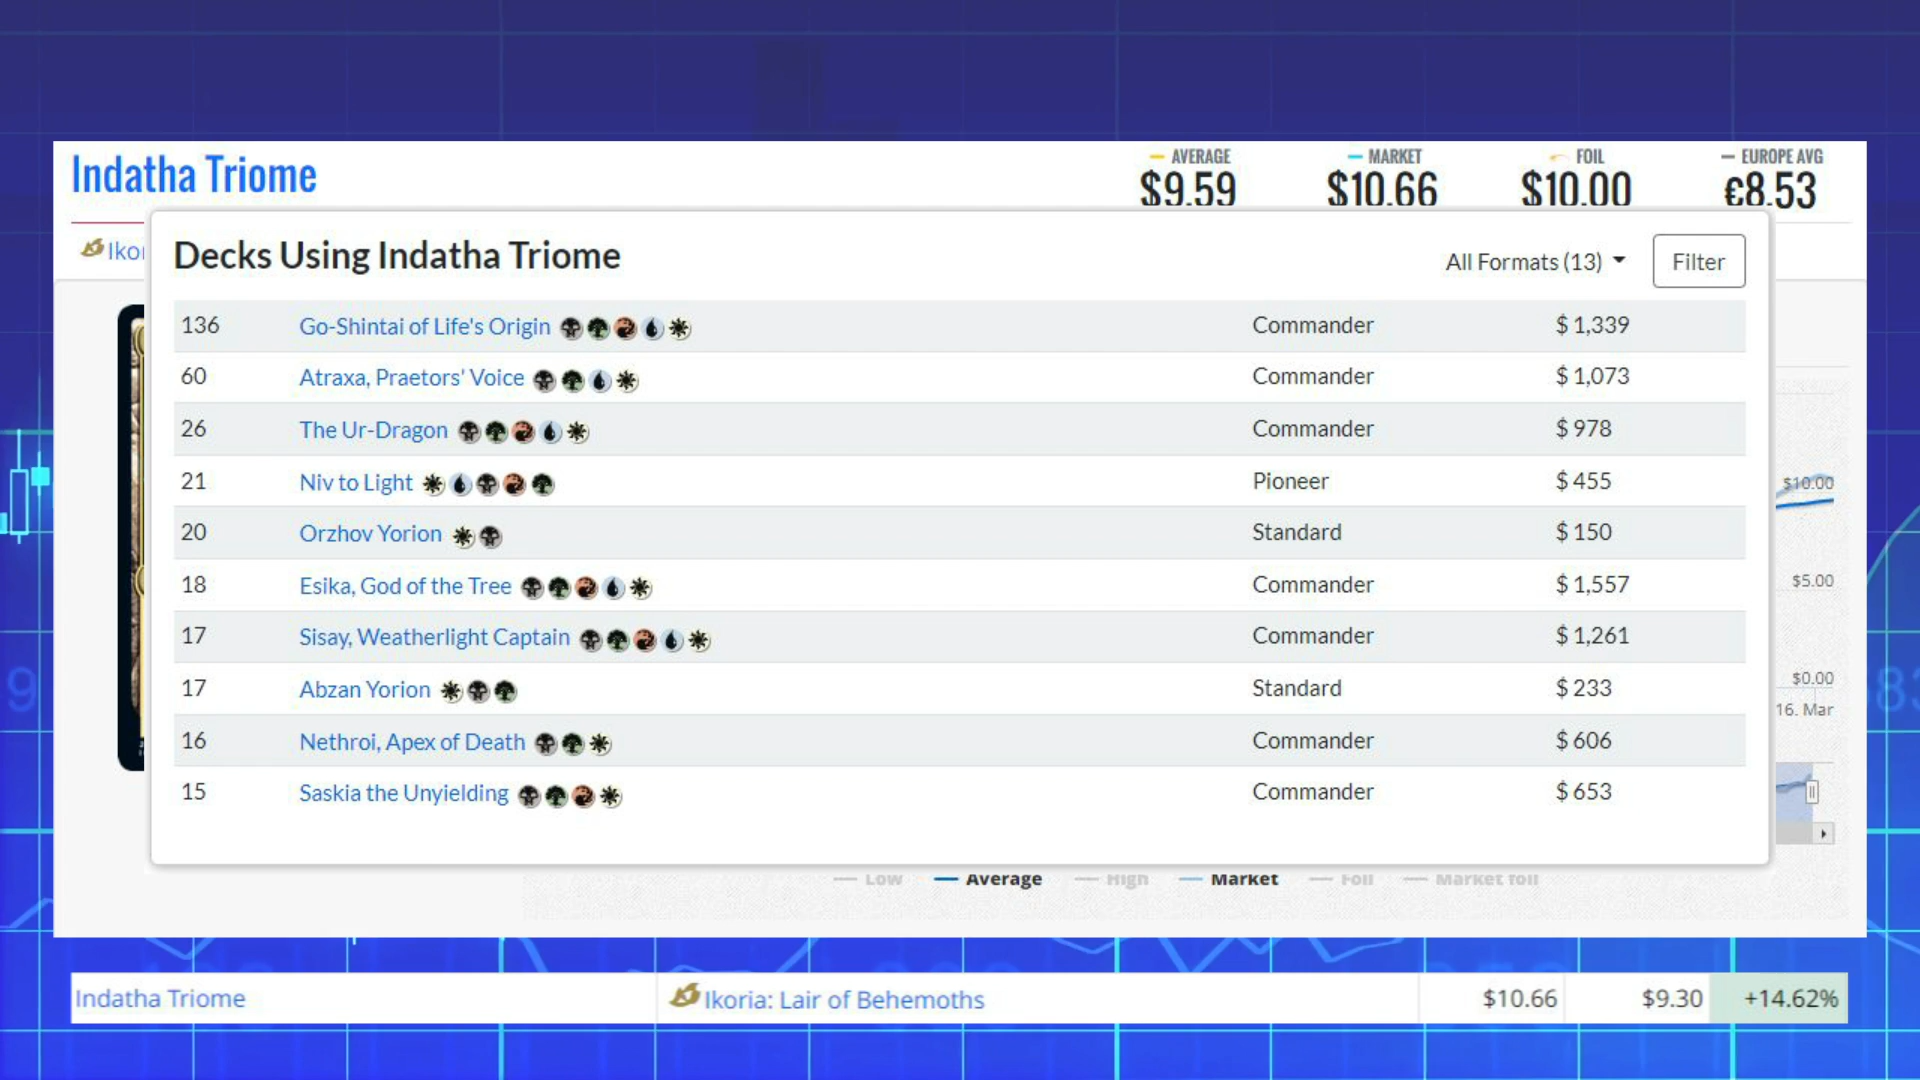 Indatha Triome
AVERAGE
$9.59
MARKET
$10.66
FOIL
$10.00
EUROPE AVG
€8.53
Iko
Decks Using Indatha Triome
All Formats (13)
Filter
136 Go-Shintai of Life's Origin Commander $ 1,339
60 Atraxa, Praetors' Voice Commander $ 1,073
26 The Ur-Dragon Commander $ 978
21 Niv to Light Pioneer $ 455
20 Orzhov Yorion Standard $ 150
18 Esika, God of the Tree Commander $ 1,557
17 Sisay, Weatherlight Captain Commander $ 1,261
17 Abzan Yorion Standard $ 233
16 Nethroi, Apex of Death Commander $ 606
15 Saskia the Unyielding Commander $ 653
$10.00
$5.00
$0.00
16. Mar
Low Average High Market Foil Market foil
Indatha Triome Ikoria: Lair of Behemoths $10.66 $9.30 +14.62%